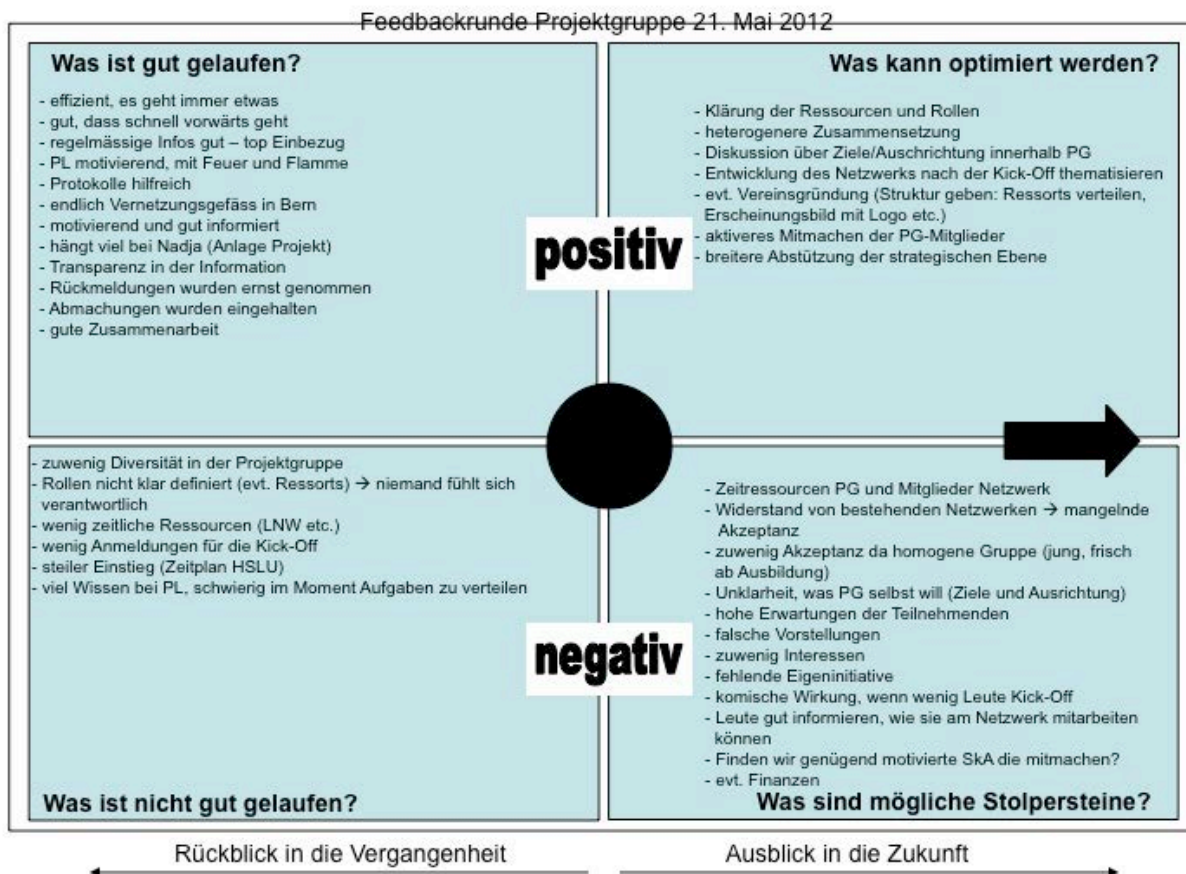 Feedbackrunde Projektgruppe 21. Mai 2012
Was ist gut gelaufen?
- effizient, es geht immer etwas
- gut, dass schnell vorwärts geht
- regelmässige Infos gut – top Einbezug
- PL motivierend, mit Feuer und Flamme
- Protokolle hilfreich
- endlich Vernetzungsgefäss in Bern
- motivierend und gut informiert
- hängt viel bei Nadja (Anlage Projekt)
- Transparenz in der Information
- Rückmeldungen wurden ernst genommen
- Abmachungen wurden eingehalten
- gute Zusammenarbeit
Was kann optimiert werden?
- Klärung der Ressourcen und Rollen
- heterogenere Zusammensetzung
- Diskussion über Ziele/Auschrichtung innerhalb PG
- Entwicklung des Netzwerks nach der Kick-Off thematisieren
- evt. Vereinsgründung (Struktur geben: Ressorts verteilen,
Erscheinungsbild mit Logo etc.)
- aktiveres Mitmachen der PG-Mitglieder
- breitere Abstützung der strategischen Ebene
positiv
- zuwenig Diversität in der Projektgruppe
- Rollen nicht klar definiert (evt. Ressorts) → niemand fühlt sich
verantwortlich
- wenig zeitliche Ressourcen (LNW etc.)
- wenig Anmeldungen für die Kick-Off
- steiler Einstieg (Zeitplan HSLU)
- viel Wissen bei PL, schwierig im Moment Aufgaben zu verteilen
Was ist nicht gut gelaufen?
negativ
- Zeitressourcen PG und Mitglieder Netzwerk
- Widerstand von bestehenden Netzwerken → mangelnde
Akzeptanz
- zuwenig Akzeptanz da homogene Gruppe (jung, frisch
ab Ausbildung)
- Unklarheit, was PG selbst will (Ziele und Ausrichtung)
- hohe Erwartungen der Teilnehmenden
- falsche Vorstellungen
- zuwenig Interessen
- fehlende Eigeninitiative
- komische Wirkung, wenn wenig Leute Kick-Off
- Leute gut informieren, wie sie am Netzwerk mitarbeiten
können
- Finden wir genügend motivierte SkA die mitmachen?
- evt. Finanzen
Was sind mögliche Stolpersteine?
Rückblick in die Vergangenheit
Ausblick in die Zukunft